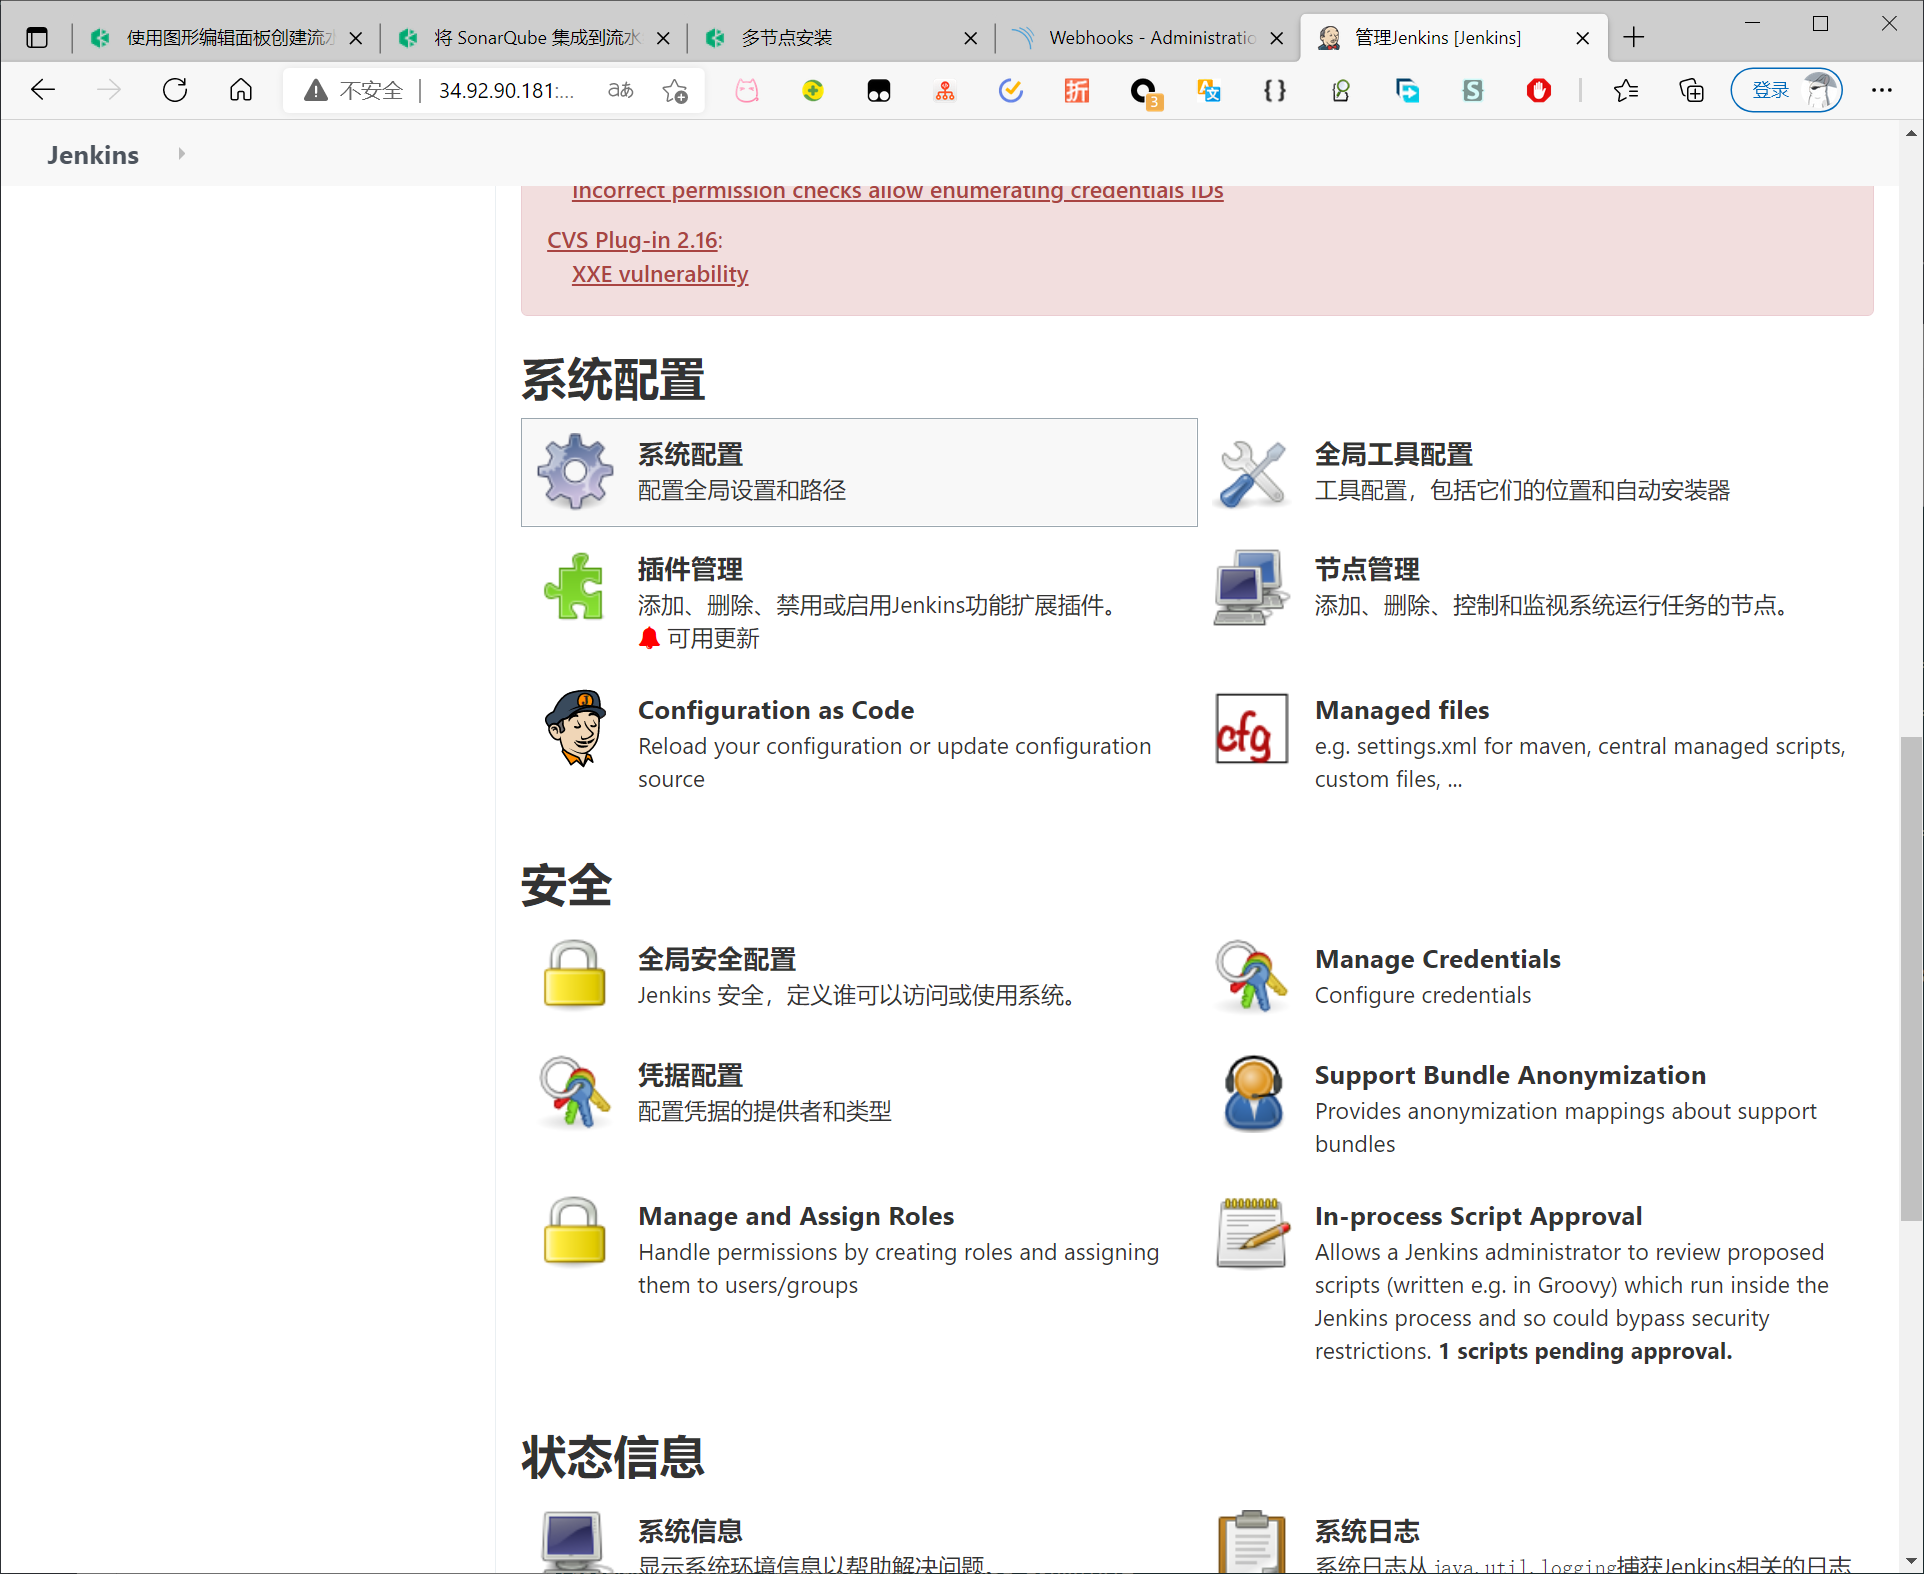 使用图形编辑面板创建流水
将 SonarQube 集成到流水
多节点安装
Webhooks - Administratio
管理Jenkins [Jenkins]
不安全
34.92.90.181:...
aあ
折
3
登录
Jenkins
Incorrect permission checks allow enumerating credentials IDs
CVS Plug-in 2.16:
XXE vulnerability
系统配置
系统配置
配置全局设置和路径
全局工具配置
工具配置，包括它们的位置和自动安装器
插件管理
添加、删除、禁用或启用Jenkins功能扩展插件。
可用更新
节点管理
添加、删除、控制和监视系统运行任务的节点。
Configuration as Code
Reload your configuration or update configuration
source
cfg
Managed files
e.g. settings.xml for maven, central managed scripts,
custom files, ...
安全
全局安全配置
Jenkins 安全，定义谁可以访问或使用系统。
Manage Credentials
Configure credentials
凭据配置
配置凭据的提供者和类型
Support Bundle Anonymization
Provides anonymization mappings about support
bundles
Manage and Assign Roles
Handle permissions by creating roles and assigning
them to users/groups
In-process Script Approval
Allows a Jenkins administrator to review proposed
scripts (written e.g. in Groovy) which run inside the
Jenkins process and so could bypass security
restrictions. 1 scripts pending approval.
状态信息
系统信息
显示系统环境信息以帮助解决问题。
系统日志
系统日志从 java.util.logging捕获Jenkins相关的日志